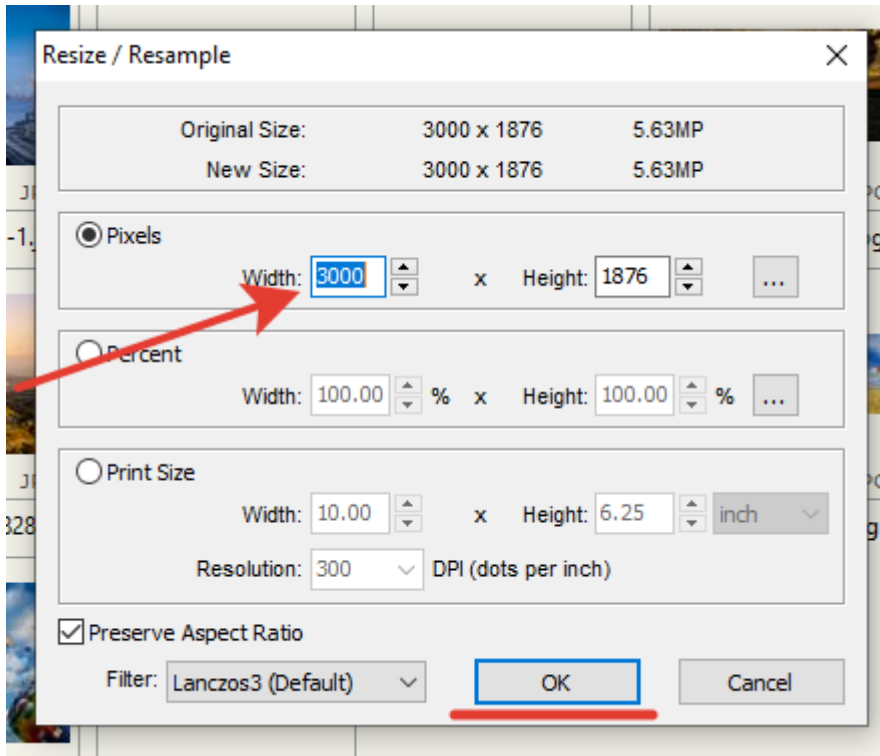 Resize / Resample
Original Size: 3000 x 1876 5.63MP
New Size: 3000 x 1876 5.63MP
Pixels
Width: 3000 x Height: 1876 ...
Percent
Width: 100.00 % x Height: 100.00 % ...
Print Size
Width: 10.00 x Height: 6.25 inch
Resolution: 300 DPI (dots per inch)
Preserve Aspect Ratio
Filter: Lanczos3 (Default) OK Cancel
-1.
328